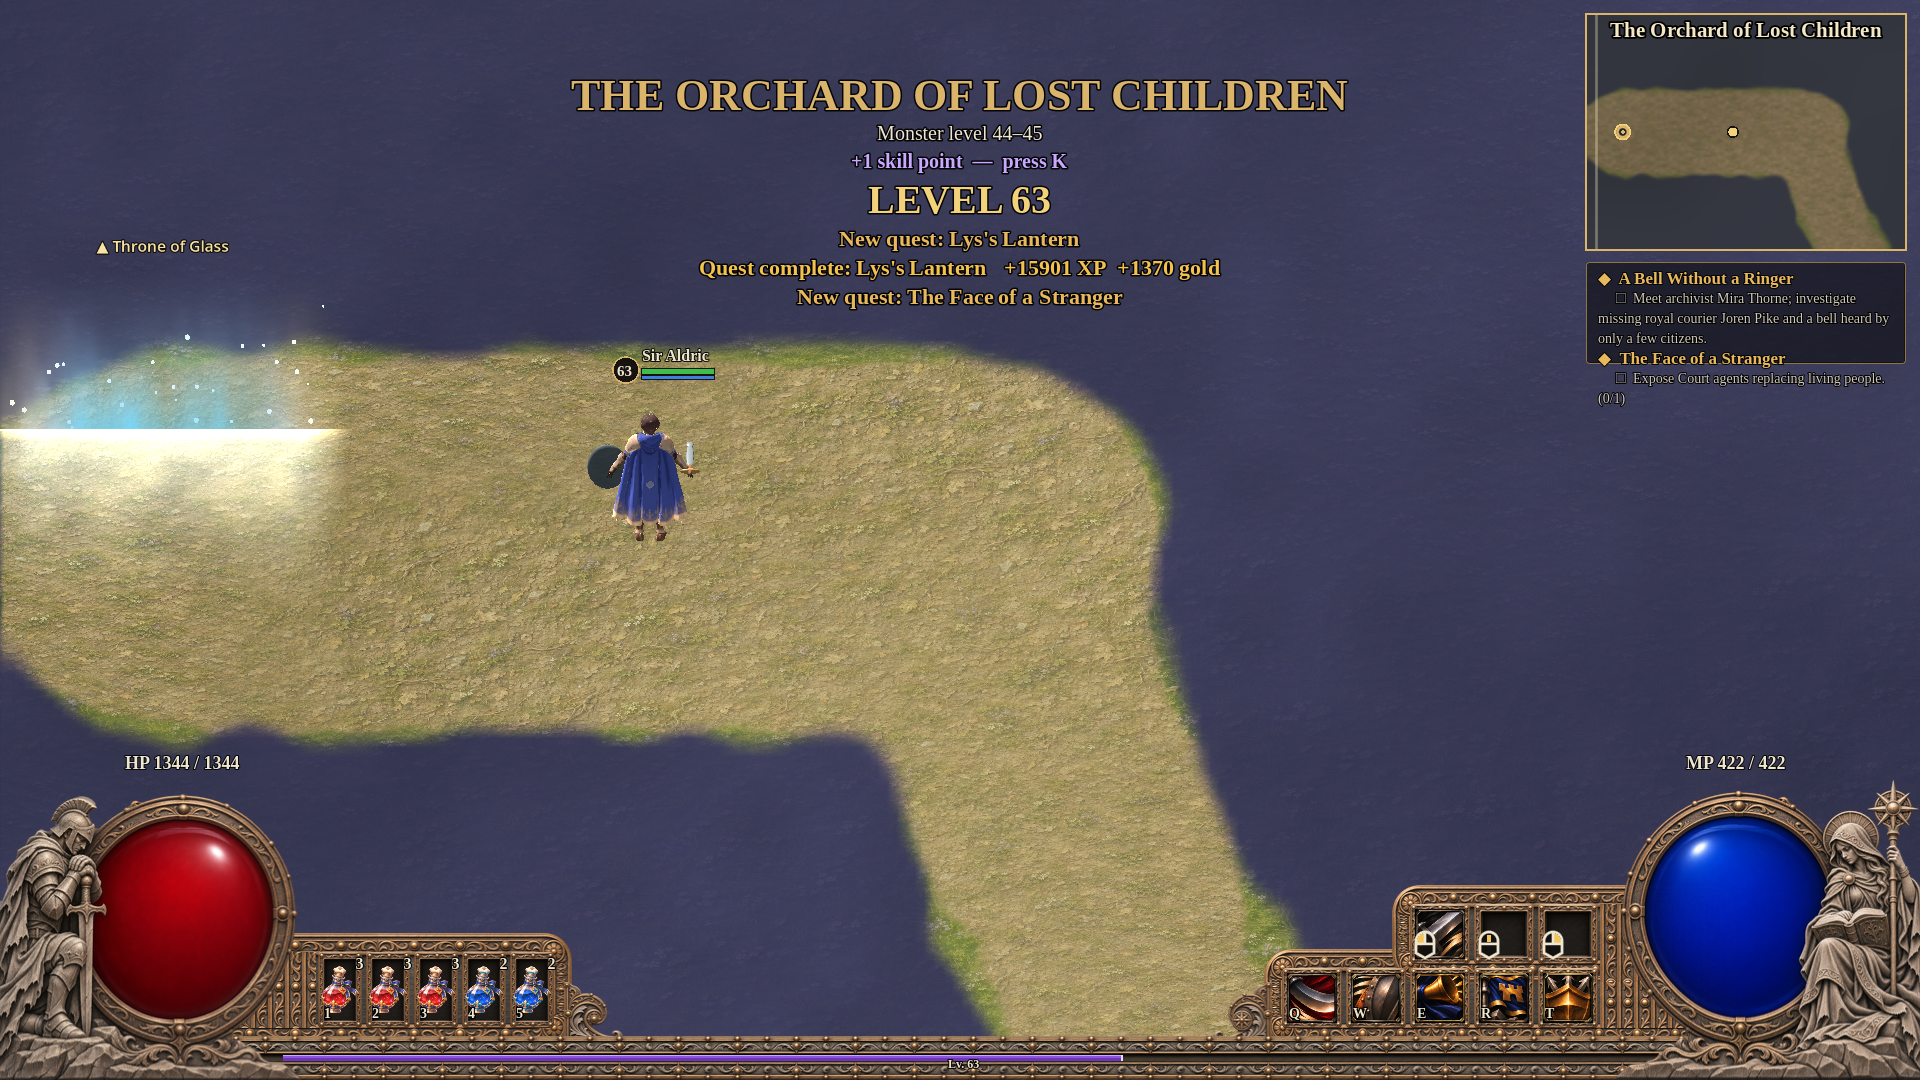 The Orchard of Lost Children
THE ORCHARD OF LOST CHILDREN
Monster level 44–45
+1 skill point — press K
LEVEL 63
New quest: Lys's Lantern
Quest complete: Lys's Lantern +15901 XP +1370 gold
New quest: The Face of a Stranger
▲ Throne of Glass
◆ A Bell Without a Ringer
☐ Meet archivist Mira Thorne; investigate
missing royal courier Joren Pike and a bell heard by
only a few citizens.
◆ The Face of a Stranger
☐ Expose Court agents replacing living people.
(0/1)
Sir Aldric
63
HP 1344 / 1344
MP 422 / 422
3 3 3 2 2
1 2 3 4 5
Q W E R T
Lv. 63